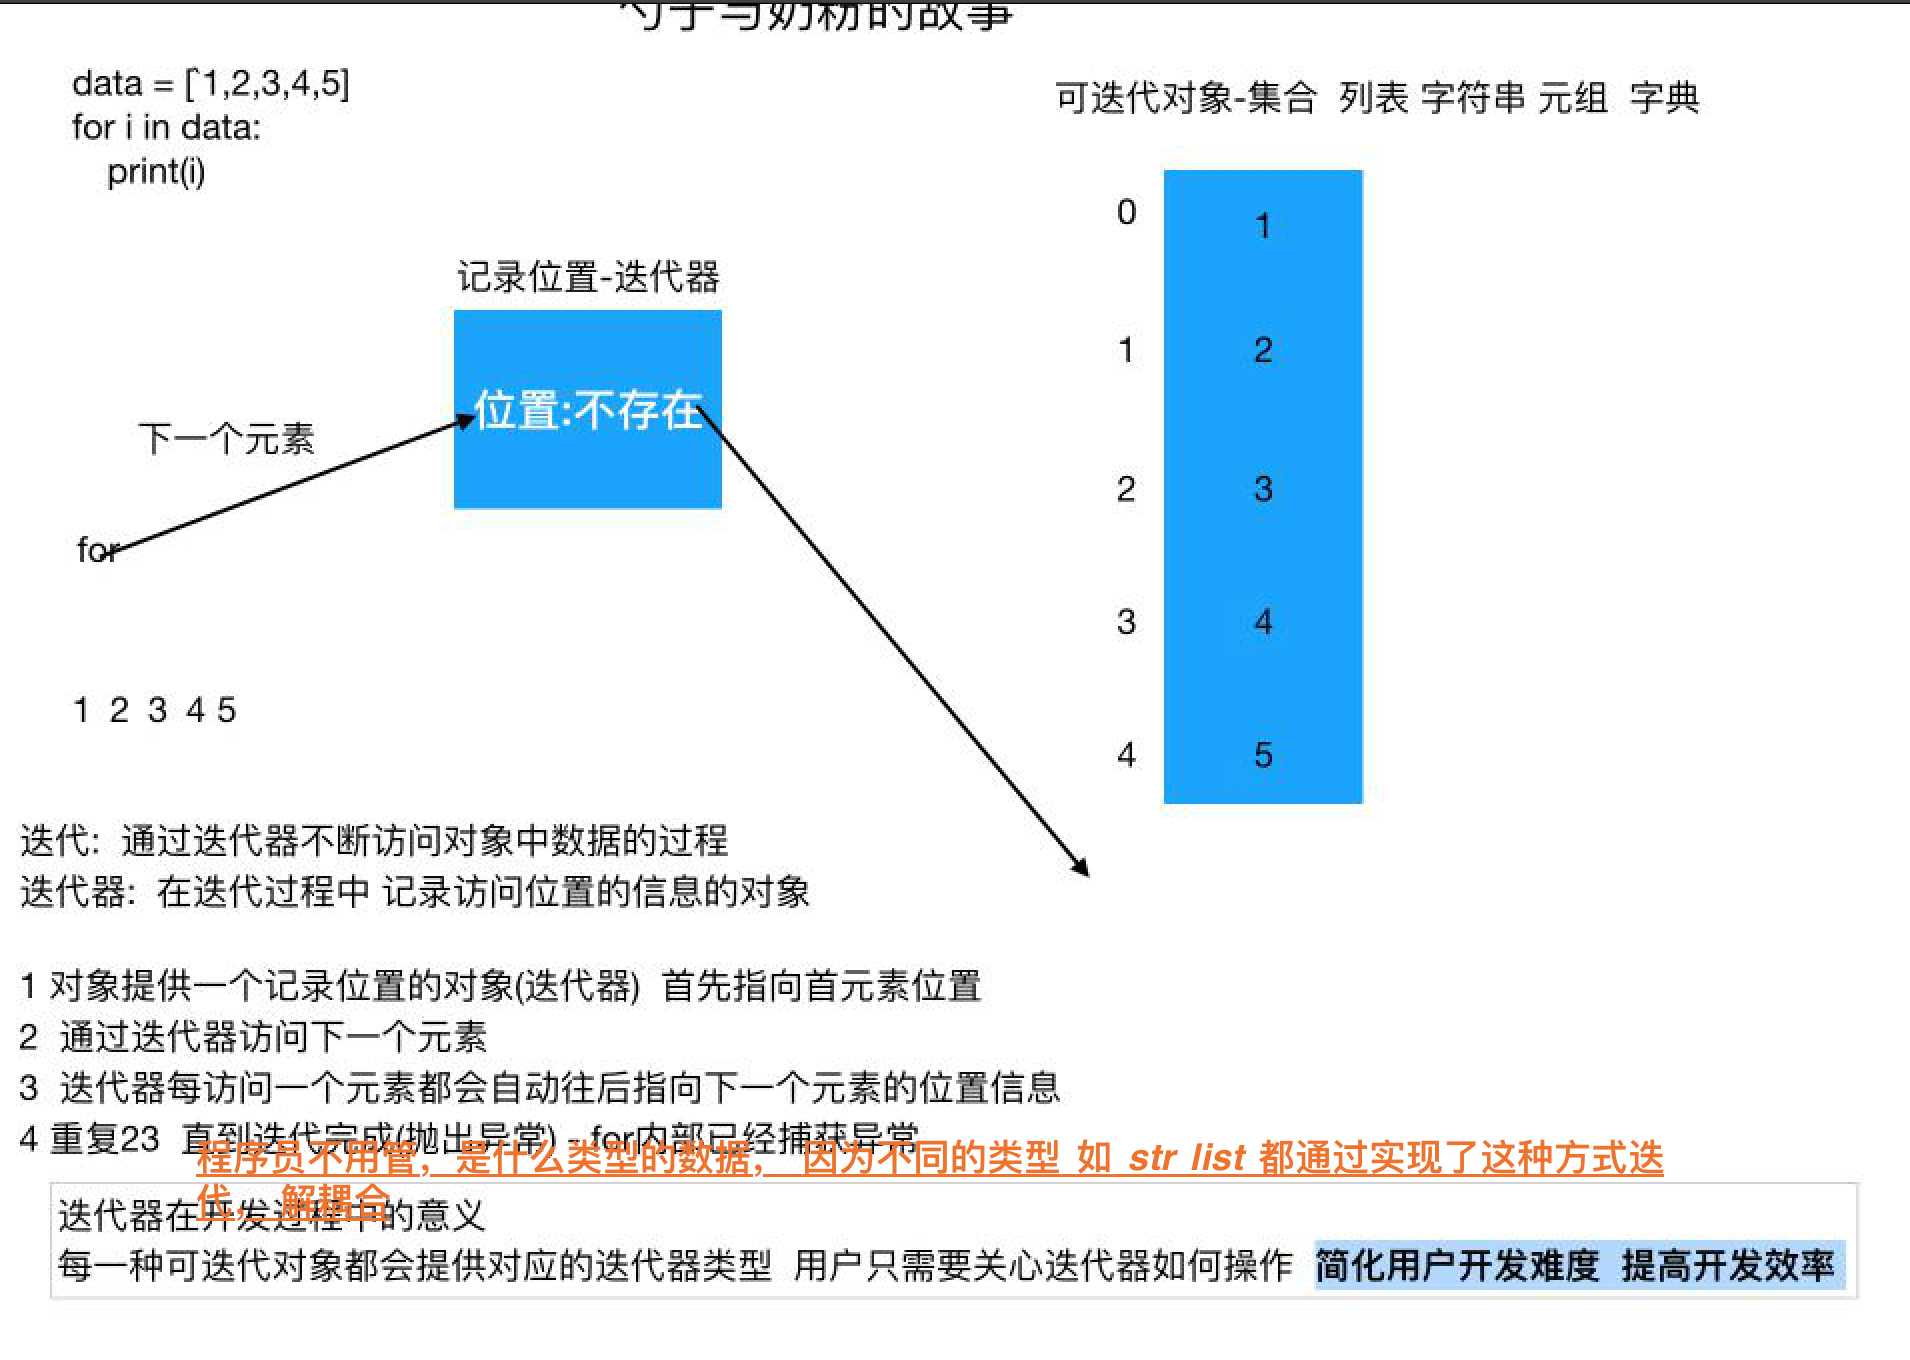 勺子与奶粉的故事
data = [1,2,3,4,5]
for i in data:
print(i)
可迭代对象-集合 列表 字符串 元组 字典
记录位置-迭代器
位置:不存在
下一个元素
for
0 1
1 2
2 3
3 4
4 5
1 2 3 4 5
迭代: 通过迭代器不断访问对象中数据的过程
迭代器: 在迭代过程中 记录访问位置的信息的对象
1 对象提供一个记录位置的对象(迭代器) 首先指向首元素位置
2 通过迭代器访问下一个元素
3 迭代器每访问一个元素都会自动往后指向下一个元素的位置信息
4 重复23 直到迭代完成(抛出异常) - for内部已经捕获异常
程序员不用管，是什么类型的数据， 因为不同的类型 如 str list 都通过实现了这种方式迭
代， 解耦合
迭代器在开发过程中的意义
每一种可迭代对象都会提供对应的迭代器类型 用户只需要关心迭代器如何操作 简化用户开发难度 提高开发效率